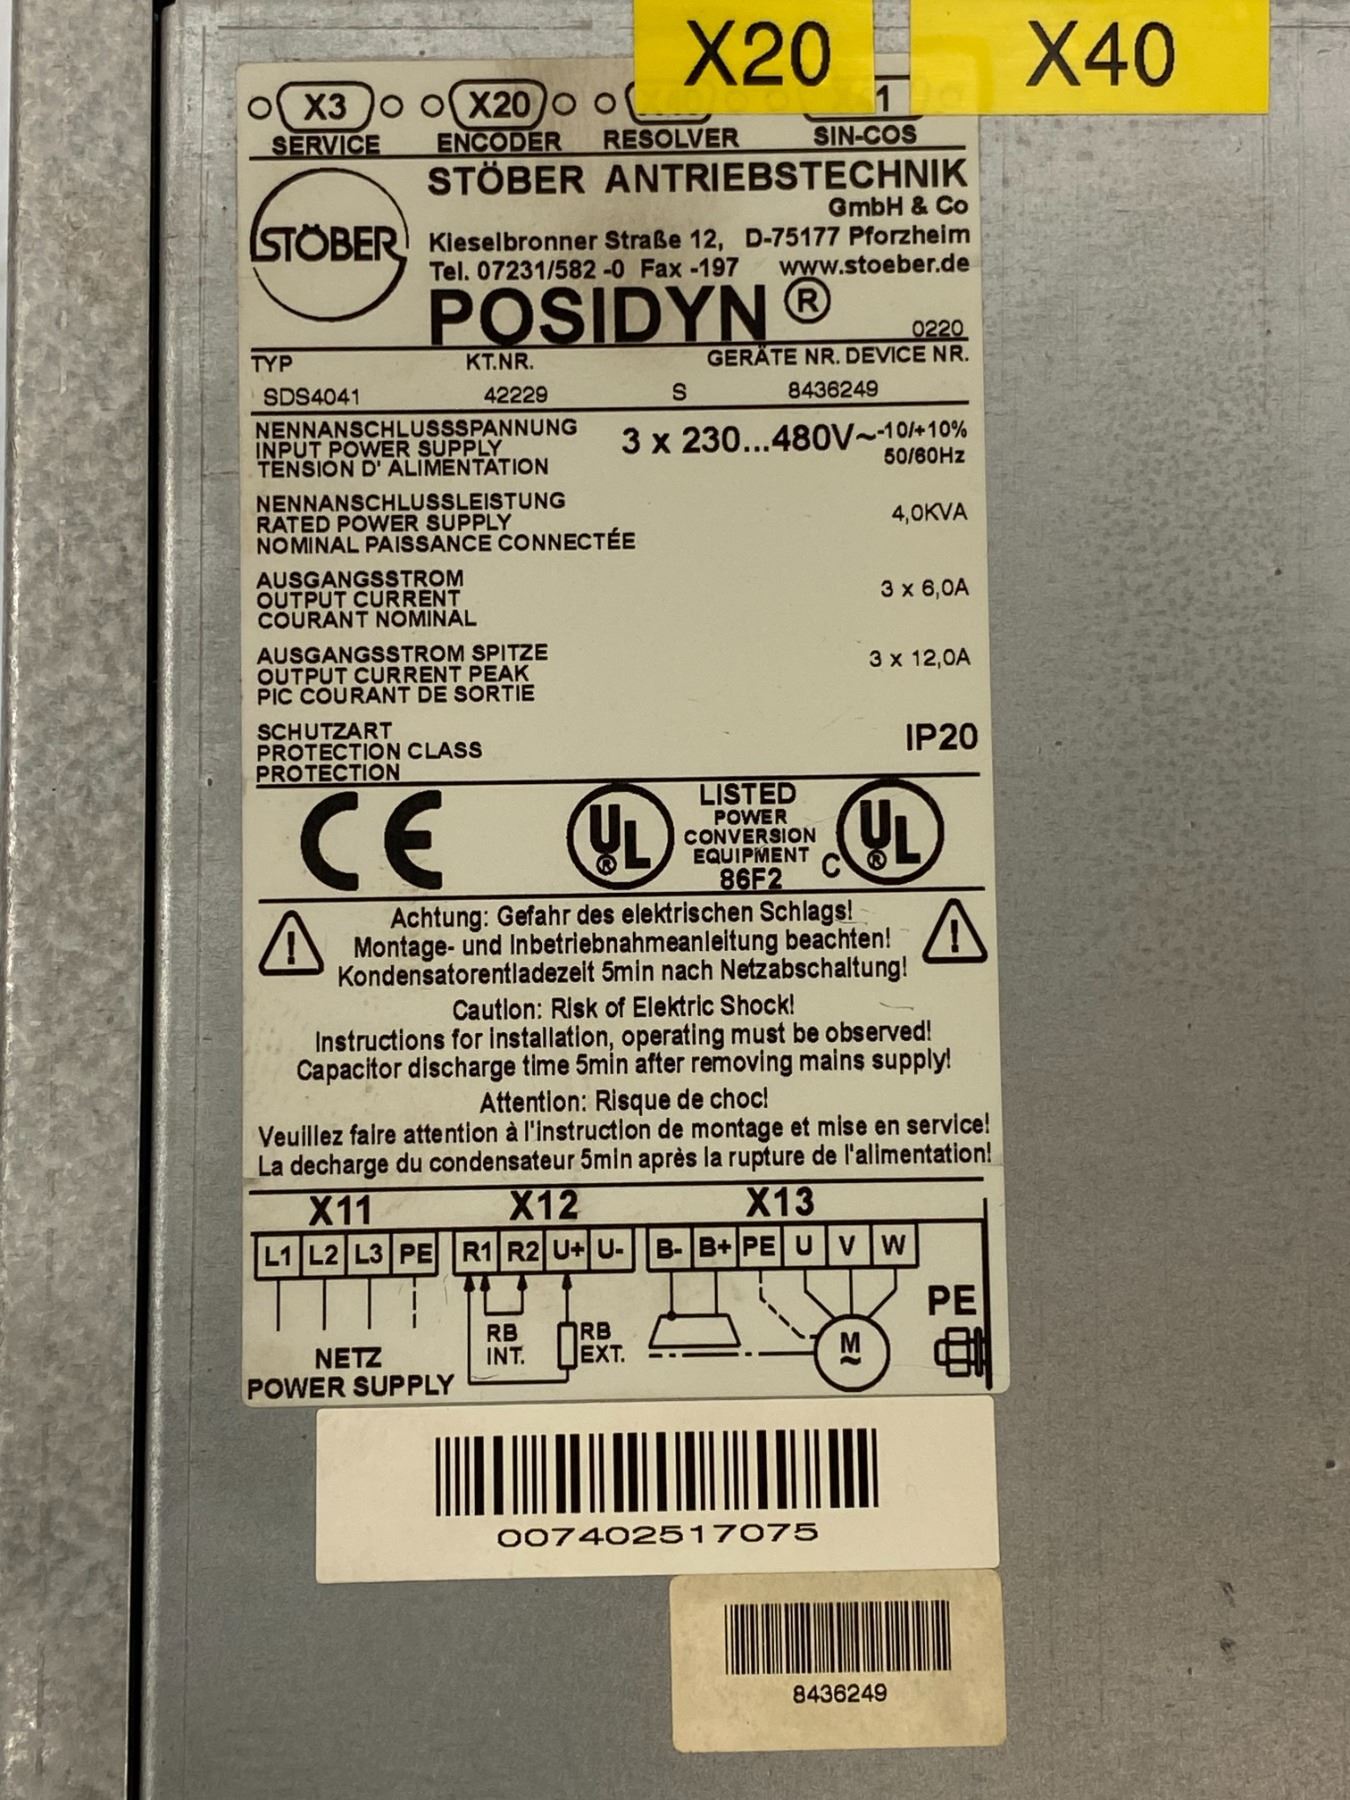 X20 X40
X3 X20 1
SERVICE ENCODER RESOLVER SIN-COS
STÖBER ANTRIEBSTECHNIK
GmbH & Co
STÖBER
Kieselbronner Straße 12, D-75177 Pforzheim
Tel. 07231/582 -0 Fax -197 www.stoeber.de
POSIDYN ® 0220
TYP KT.NR. GERÄTE NR. DEVICE NR.
SDS4041 42229 S 8436249
NENNANSCHLUSSSPANNUNG
INPUT POWER SUPPLY
TENSION D' ALIMENTATION
3 x 230...480V~ -10/+10%
50/60Hz
NENNANSCHLUSSLEISTUNG
RATED POWER SUPPLY
NOMINAL PAISSANCE CONNECTÉE
4,0KVA
AUSGANGSSTROM
OUTPUT CURRENT
COURANT NOMINAL
3 x 6,0A
AUSGANGSSTROM SPITZE
OUTPUT CURRENT PEAK
PIC COURANT DE SORTIE
3 x 12,0A
SCHUTZART
PROTECTION CLASS
PROTECTION
IP20
CE
UL ®
LISTED
POWER
CONVERSION
EQUIPMENT
86F2
C UL ®
Achtung: Gefahr des elektrischen Schlags!
Montage- und Inbetriebnahmeanleitung beachten!
Kondensatorentladezeit 5min nach Netzabschaltung!
Caution: Risk of Elektric Shock!
Instructions for installation, operating must be observed!
Capacitor discharge time 5min after removing mains supply!
Attention: Risque de choc!
Veuillez faire attention à l'instruction de montage et mise en service!
La decharge du condensateur 5min après la rupture de l'alimentation!
X11 X12 X13
L1 L2 L3 PE R1 R2 U+ U- B- B+ PE U V W
PE
RB
INT.
RB
EXT.
M
~
NETZ
POWER SUPPLY
007402517075
8436249